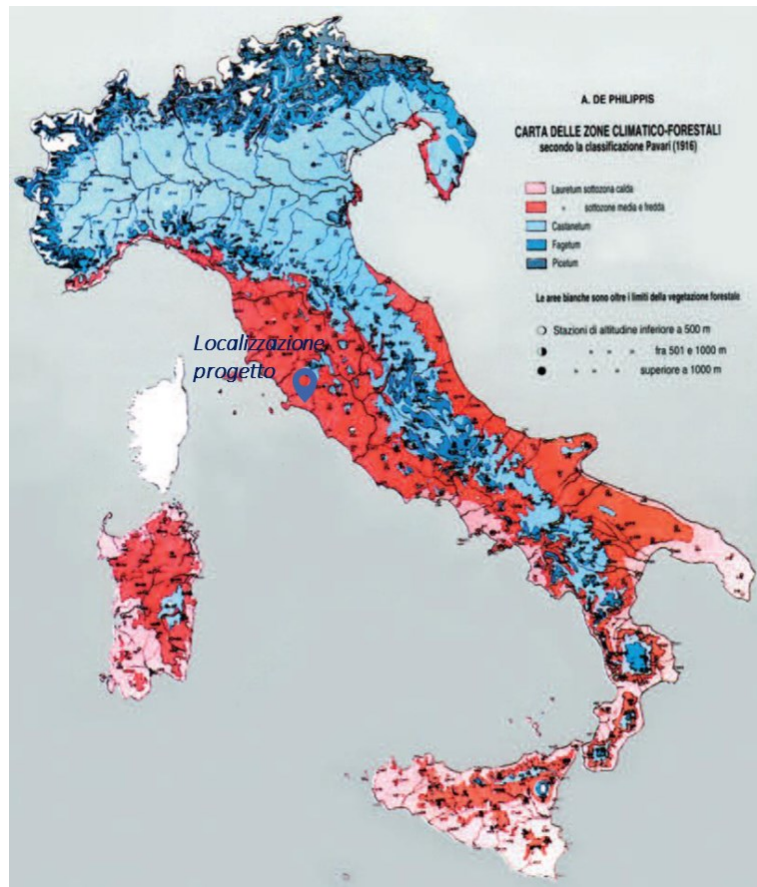 A. DE PHILIPPIS
CARTA DELLE ZONE CLIMATICO-FORESTALI
secondo la classificazione Pavari (1916)
Lauretum sottozona calda
" sottozone media e fredda
Castanetum
Fagetum
Picetum
Le aree bianche sono oltre i limiti della vegetazione forestale
Stazioni di altitudine inferiore a 500 m
" " " fra 501 e 1000 m
" " " superiore a 1000 m
Localizzazione
progetto